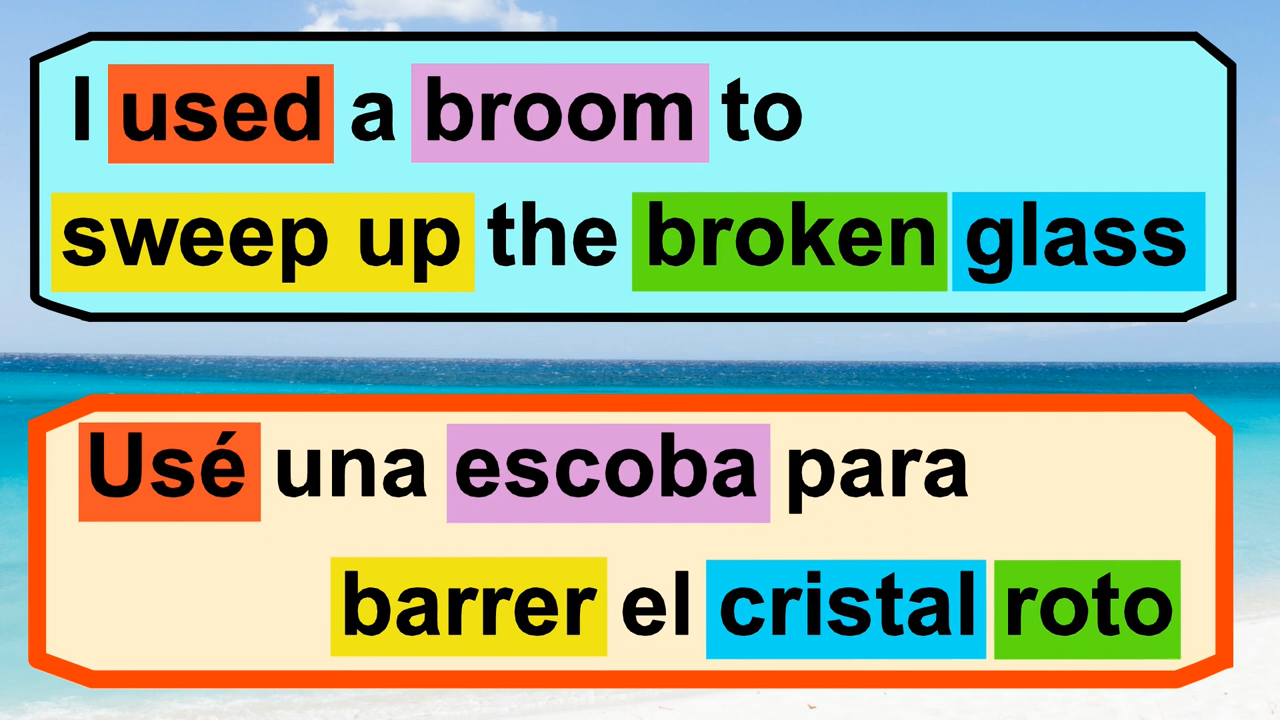 I used a broom to
sweep up the broken glass
Usé una escoba para
barrer el cristal roto